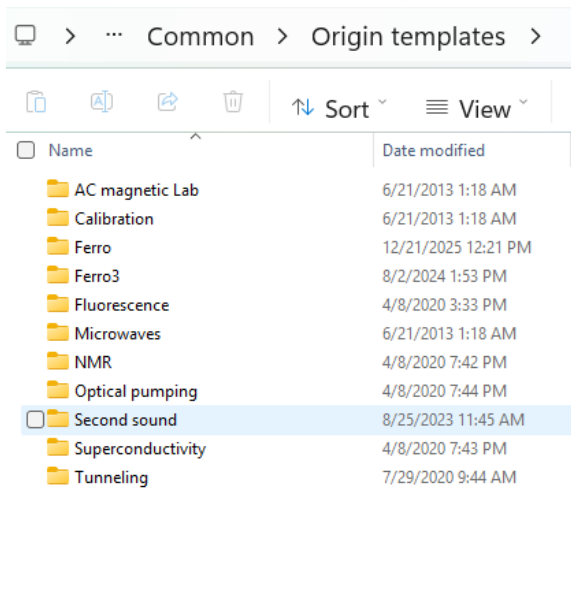 > ... Common > Origin templates >
Sort View
Name Date modified
AC magnetic Lab 6/21/2013 1:18 AM
Calibration 6/21/2013 1:18 AM
Ferro 12/21/2025 12:21 PM
Ferro3 8/2/2024 1:53 PM
Fluorescence 4/8/2020 3:33 PM
Microwaves 6/21/2013 1:18 AM
NMR 4/8/2020 7:42 PM
Optical pumping 4/8/2020 7:44 PM
Second sound 8/25/2023 11:45 AM
Superconductivity 4/8/2020 7:43 PM
Tunneling 7/29/2020 9:44 AM